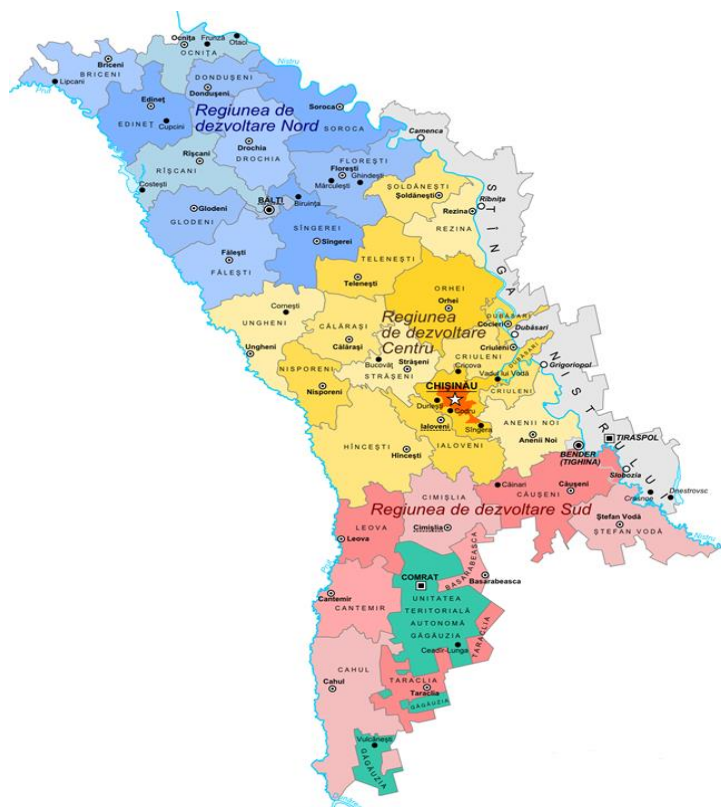 Ocnița
Frunză
Otaci
OCNIȚA
Nistru
Briceni
BRICENI
Lipcani
DONDUȘENI
Dondușeni
Edineț
Cupcini
EDINEȚ
Regiunea de
dezvoltare Nord
Soroca
SOROCA
Camenca
Drochia
DROCHIA
Rîșcani
RÎȘCANI
Costești
FLOREȘTI
Florești
Ghindești
Mărculești
ȘOLDĂNEȘTI
Șoldănești
Rîbnița
Rezina
REZINA
BĂLȚI
Biruința
Glodeni
GLODENI
SÎNGEREI
Sîngerei
Fălești
FĂLEȘTI
TELENEȘTI
Telenești
ORHEI
Orhei
STÎNGA NISTRULUI
Cornești
UNGHENI
Ungheni
CĂLĂRAȘI
Călărași
Regiunea
de dezvoltare
Centru
DUBĂSARI
Cocieri
Dubăsari
Criuleni
DUBĂSARI
Grigoriopol
Bucovăț
Strășeni
STRĂȘENI
CRIULENI
Cricova
Vadul lui Vodă
CRIULENI
NISPORENI
Nisporeni
CHIȘINĂU
Durlești
Codru
Ialoveni
Sîngera
IALOVENI
ANENII NOI
Anenii Noi
HÎNCEȘTI
Hîncești
TIRASPOL
BENDER
(TIGHINA)
Slobozia
Crasnoe
Dnestrovsc
Căinari
CĂUȘENI
Căușeni
CIMIȘLIA
Regiunea de dezvoltare Sud
Cimișlia
LEOVA
Leova
Ștefan Vodă
ȘTEFAN VODĂ
Nistru
BASARABEASCA
Basarabeasca
COMRAT
UNITATEA
TERITORIALĂ
AUTONOMĂ
GĂGĂUZIA
Ceadîr-Lunga
Cantemir
CANTEMIR
TARACLIA
CAHUL
Cahul
TARACLIA
Taraclia
GĂGĂUZIA
Vulcănești
GĂGĂUZIA